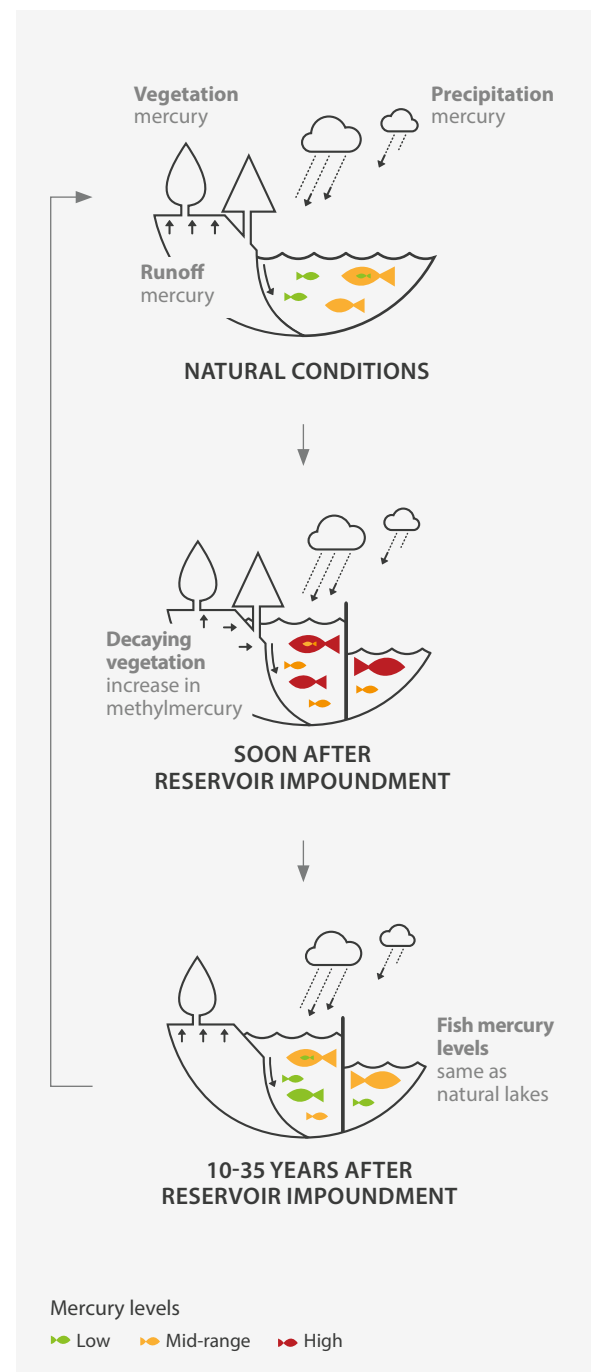 Vegetation
mercury
Precipitation
mercury
Runoff
mercury
NATURAL CONDITIONS
Decaying
vegetation
increase in
methylmercury
SOON AFTER
RESERVOIR IMPOUNDMENT
Fish mercury
levels
same as
natural lakes
10-35 YEARS AFTER
RESERVOIR IMPOUNDMENT
Mercury levels
Low Mid-range High